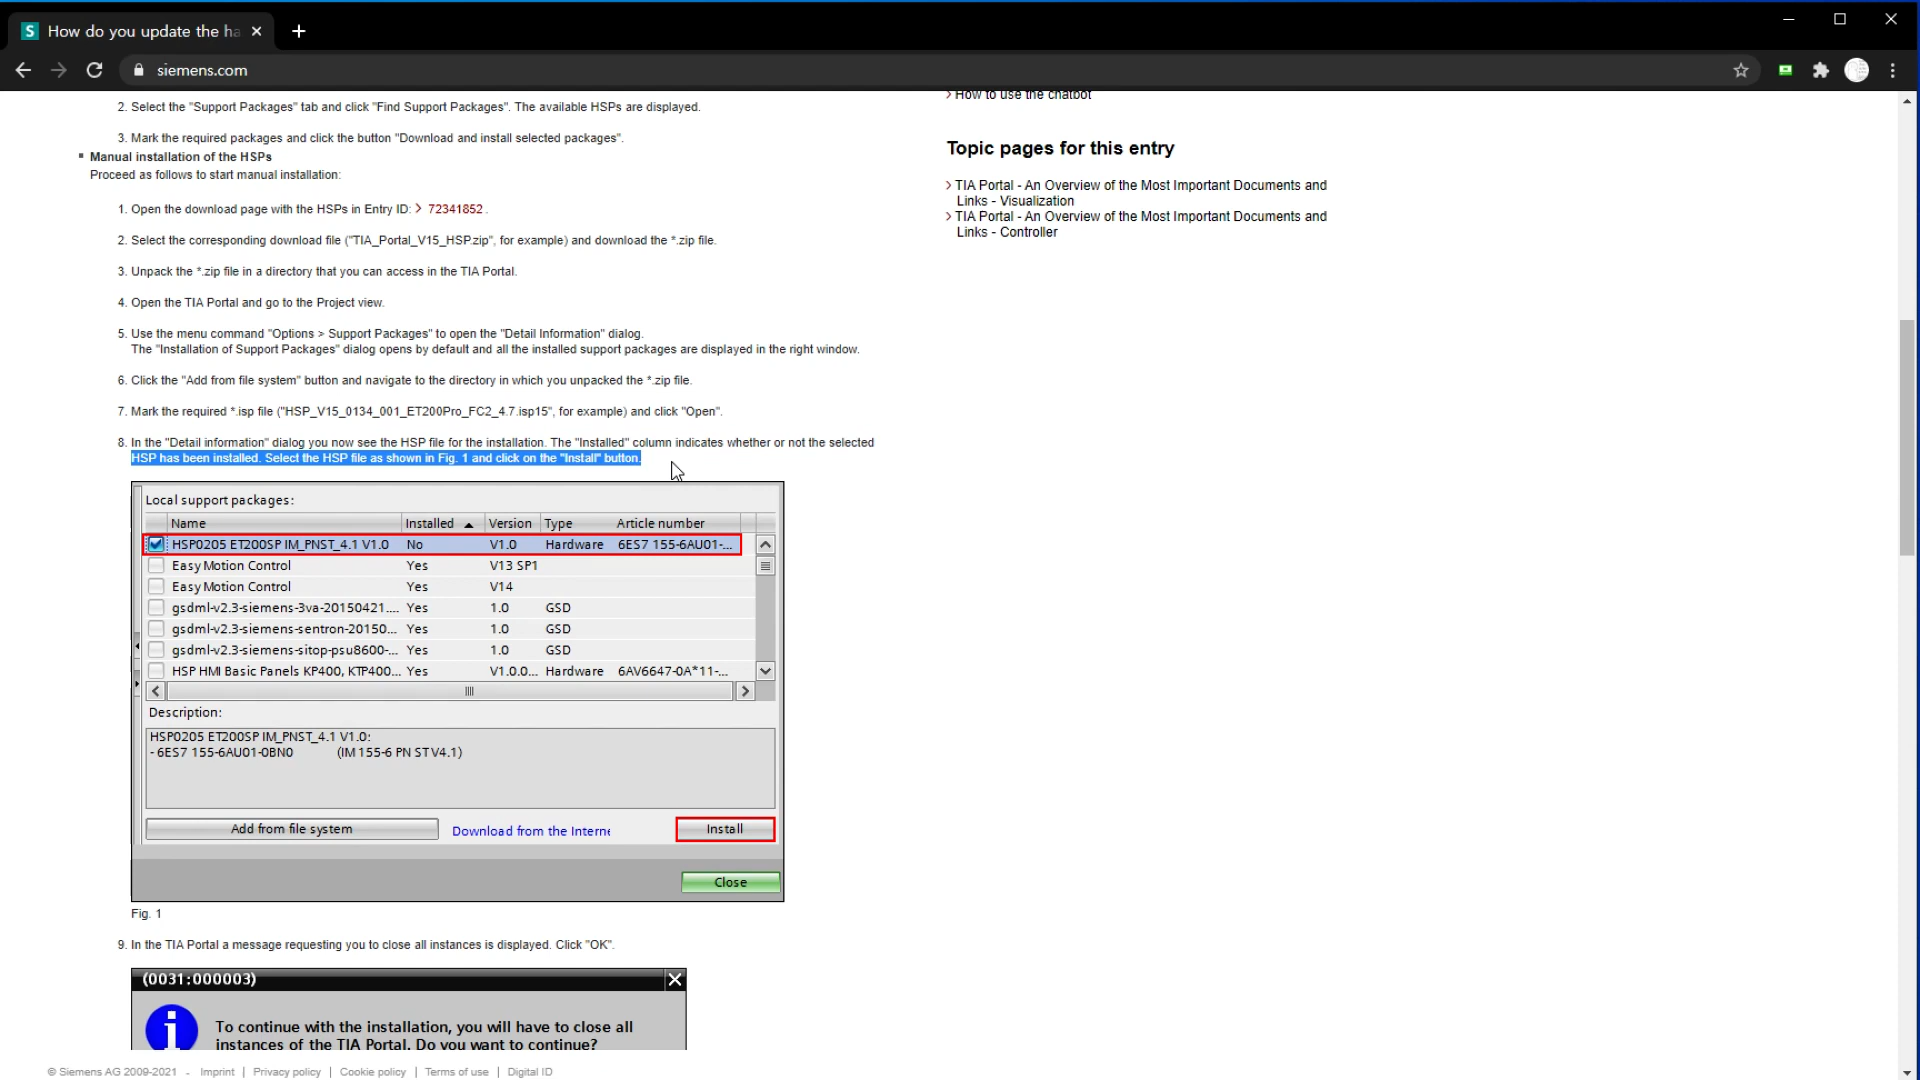 How do you update the ha
siemens.com
2. Select the "Support Packages" tab and click "Find Support Packages". The available HSPs are displayed.
3. Mark the required packages and click the button "Download and install selected packages".
Manual installation of the HSPs
Proceed as follows to start manual installation:
1. Open the download page with the HSPs in Entry ID: 72341852 .
2. Select the corresponding download file ("TIA_Portal_V15_HSP.zip", for example) and download the *.zip file.
3. Unpack the *.zip file in a directory that you can access in the TIA Portal.
4. Open the TIA Portal and go to the Project view.
5. Use the menu command "Options > Support Packages" to open the "Detail Information" dialog.
The "Installation of Support Packages" dialog opens by default and all the installed support packages are displayed in the right window.
6. Click the "Add from file system" button and navigate to the directory in which you unpacked the *.zip file.
7. Mark the required *.isp file ("HSP_V15_0134_001_ET200Pro_FC2_4.7.isp15", for example) and click "Open".
8. In the "Detail information" dialog you now see the HSP file for the installation. The "Installed" column indicates whether or not the selected
HSP has been installed. Select the HSP file as shown in Fig. 1 and click on the "Install" button.
Local support packages:
Name Installed Version Type Article number
HSP0205 ET200SP IM_PNST_4.1 V1.0 No V1.0 Hardware 6ES7 155-6AU01-...
Easy Motion Control Yes V13 SP1
Easy Motion Control Yes V14
gsdml-v2.3-siemens-3va-20150421.... Yes 1.0 GSD
gsdml-v2.3-siemens-sentron-20150... Yes 1.0 GSD
gsdml-v2.3-siemens-sitop-psu8600-... Yes 1.0 GSD
HSP HMI Basic Panels KP400, KTP400... Yes V1.0.0... Hardware 6AV6647-0A*11-...
Description:
HSP0205 ET200SP IM_PNST_4.1 V1.0:
- 6ES7 155-6AU01-0BN0 (IM 155-6 PN ST V4.1)
Add from file system Download from the Interne Install
Close
Fig. 1
9. In the TIA Portal a message requesting you to close all instances is displayed. Click "OK".
(0031:000003)
To continue with the installation, you will have to close all
instances of the TIA Portal. Do you want to continue?
How to use the chatbot
Topic pages for this entry
TIA Portal - An Overview of the Most Important Documents and
Links - Visualization
TIA Portal - An Overview of the Most Important Documents and
Links - Controller
© Siemens AG 2009-2021 - Imprint | Privacy policy | Cookie policy | Terms of use | Digital ID